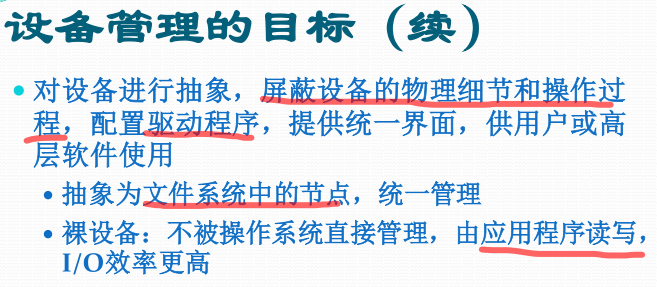 设备管理的目标（续）
对设备进行抽象，屏蔽设备的物理细节和操作过
程，配置驱动程序，提供统一界面，供用户或高
层软件使用
抽象为文件系统中的节点，统一管理
裸设备：不被操作系统直接管理，由应用程序读写，
I/O效率更高